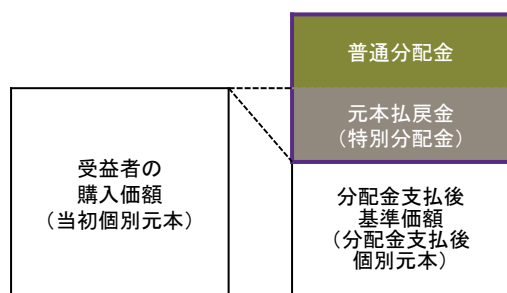 普通分配金
元本払戻金
（特別分配金）
受益者の
購入価額
（当初個別元本）
分配金支払後
基準価額
（分配金支払後
個別元本）